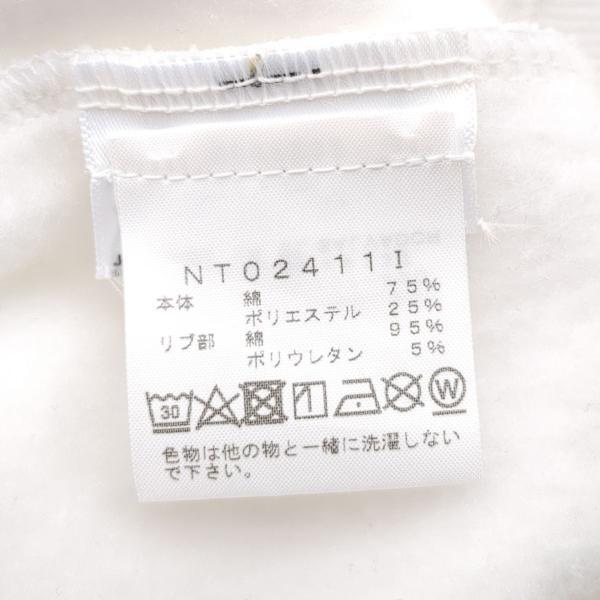 NT02411I
本体 綿 75%
ポリエステル 25%
リブ部 綿 95%
ポリウレタン 5%
30 W
色物は他の物と一緒に洗濯しない
で下さい。